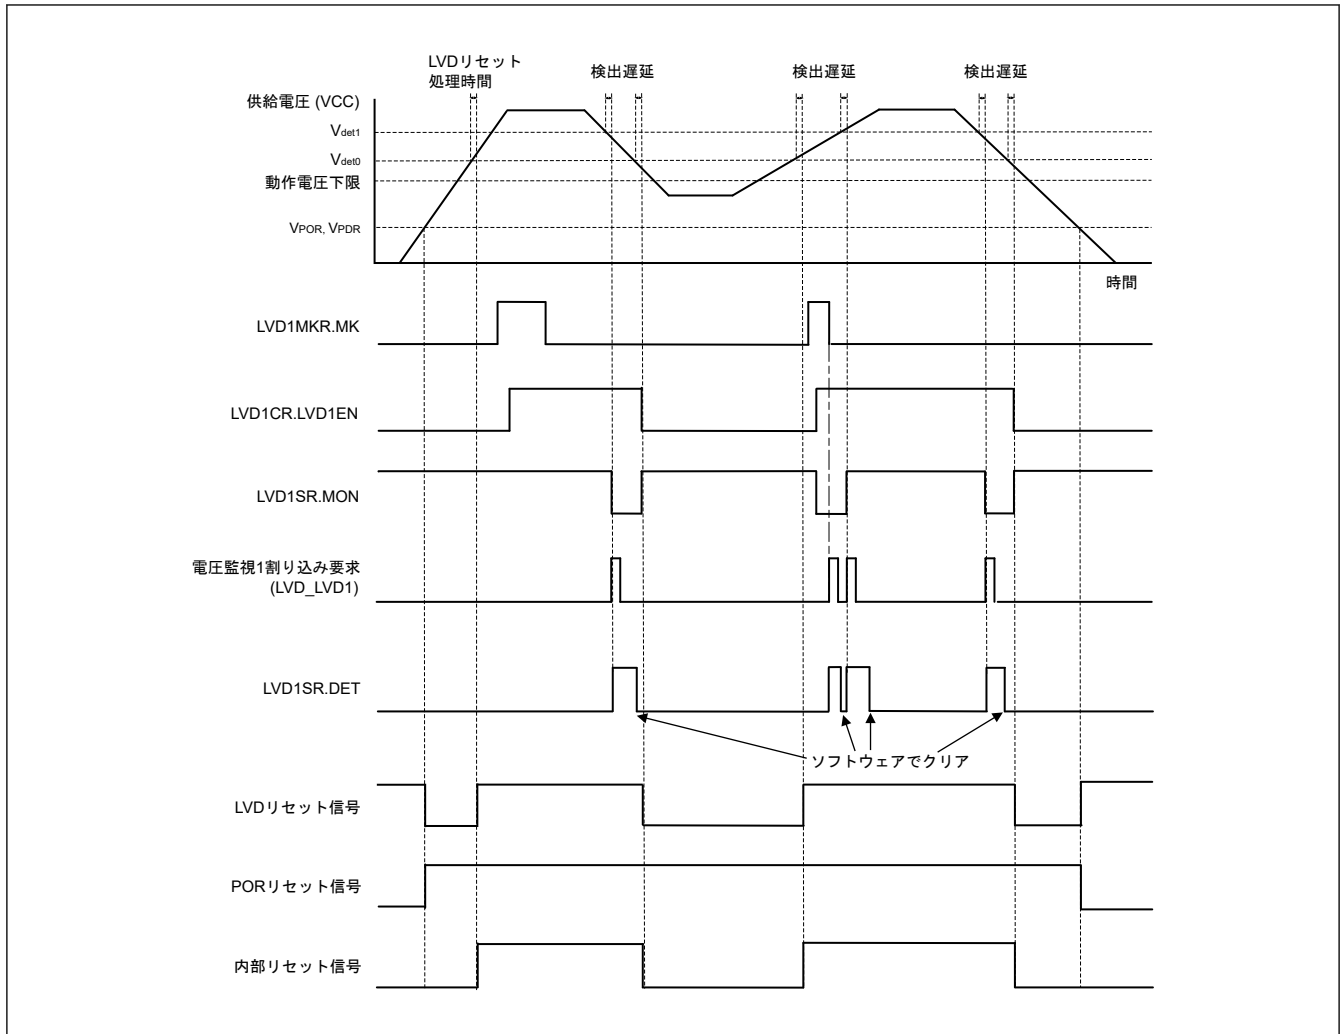 LVDリセット
処理時間
検出遅延
検出遅延
検出遅延
供給電圧 (VCC)
Vdet1
Vdet0
動作電圧下限
VPOR, VPDR
時間
LVD1MKR.MK
LVD1CR.LVD1EN
LVD1SR.MON
電圧監視1割り込み要求
(LVD_LVD1)
LVD1SR.DET
ソフトウェアでクリア
LVDリセット信号
PORリセット信号
内部リセット信号